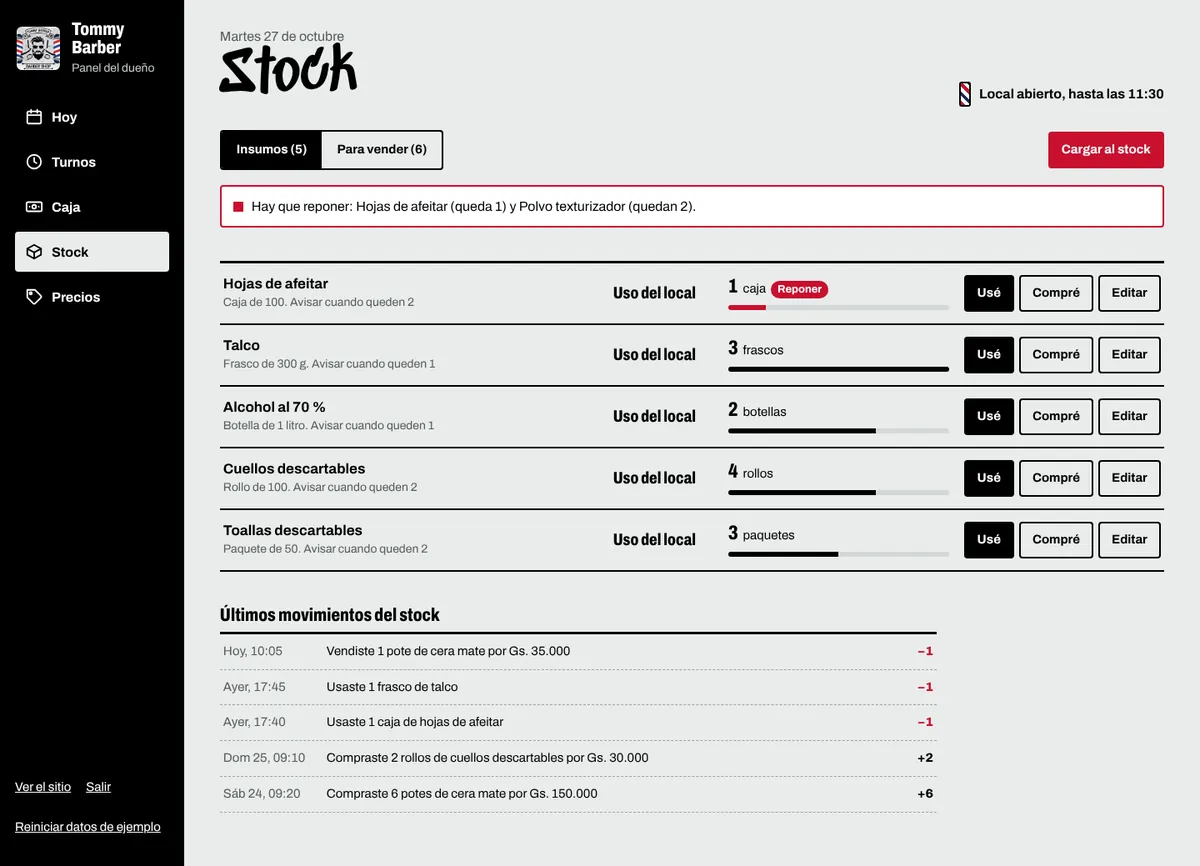 Tommy
Barber
Panel del dueño
Hoy
Turnos
Caja
Stock
Precios
Ver el sitio
Salir
Reiniciar datos de ejemplo
Martes 27 de octubre
Stock
Local abierto, hasta las 11:30
Insumos (5)
Para vender (6)
Cargar al stock
Hay que reponer: Hojas de afeitar (queda 1) y Polvo texturizador (quedan 2).
Hojas de afeitar
Caja de 100. Avisar cuando queden 2
Uso del local
1 caja Reponer
Usé
Compré
Editar
Talco
Frasco de 300 g. Avisar cuando queden 1
Uso del local
3 frascos
Usé
Compré
Editar
Alcohol al 70 %
Botella de 1 litro. Avisar cuando queden 1
Uso del local
2 botellas
Usé
Compré
Editar
Cuellos descartables
Rollo de 100. Avisar cuando queden 2
Uso del local
4 rollos
Usé
Compré
Editar
Toallas descartables
Paquete de 50. Avisar cuando queden 2
Uso del local
3 paquetes
Usé
Compré
Editar
Últimos movimientos del stock
Hoy, 10:05 Vendiste 1 pote de cera mate por Gs. 35.000 −1
Ayer, 17:45 Usaste 1 frasco de talco −1
Ayer, 17:40 Usaste 1 caja de hojas de afeitar −1
Dom 25, 09:10 Compraste 2 rollos de cuellos descartables por Gs. 30.000 +2
Sáb 24, 09:20 Compraste 6 potes de cera mate por Gs. 150.000 +6